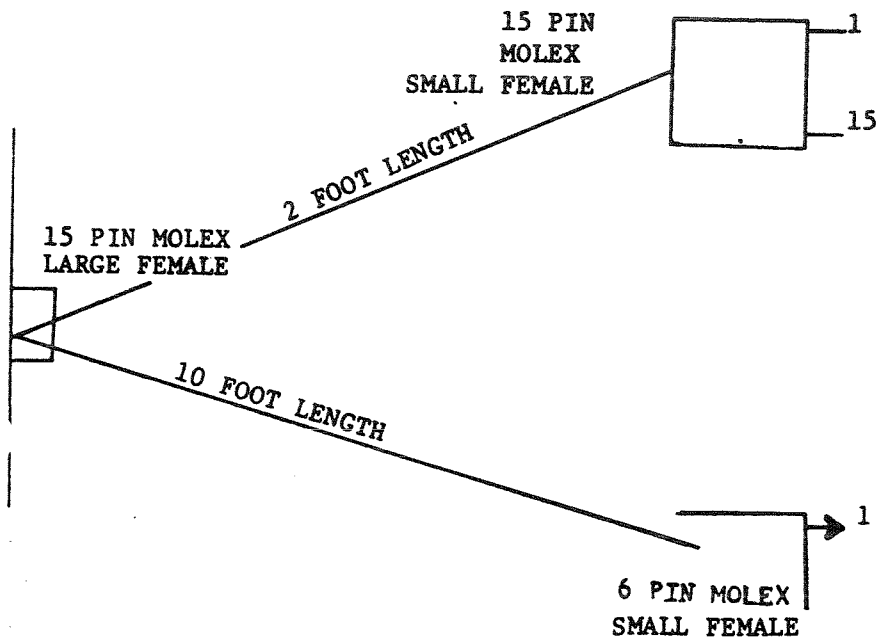 15 PIN
MOLEX
SMALL FEMALE
1
15
2 FOOT LENGTH
15 PIN MOLEX
LARGE FEMALE
10 FOOT LENGTH
1
6 PIN MOLEX
SMALL FEMALE